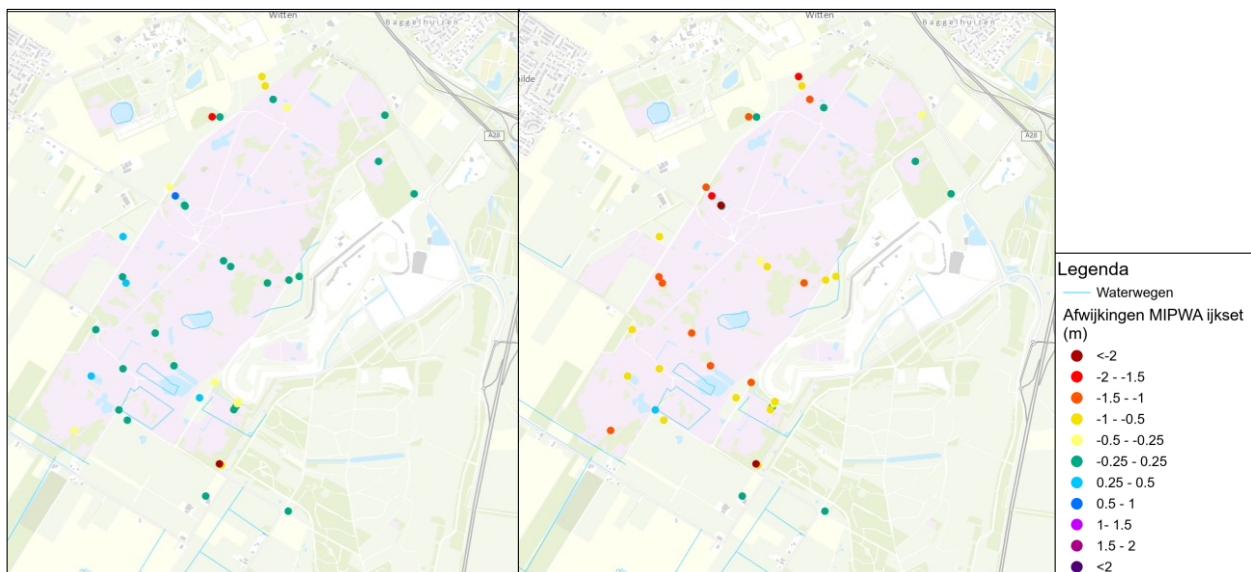 Witten
Baggelhuizen
A28
Witten
Baggelhuizen
ilde
A28
Legenda
Waterwegen
Afwijkingen MIPWA ijkset
(m)
<-2
-2 - -1.5
-1.5 - -1
-1 - -0.5
-0.5 - -0.25
-0.25 - 0.25
0.25 - 0.5
0.5 - 1
1- 1.5
1.5 - 2
<2